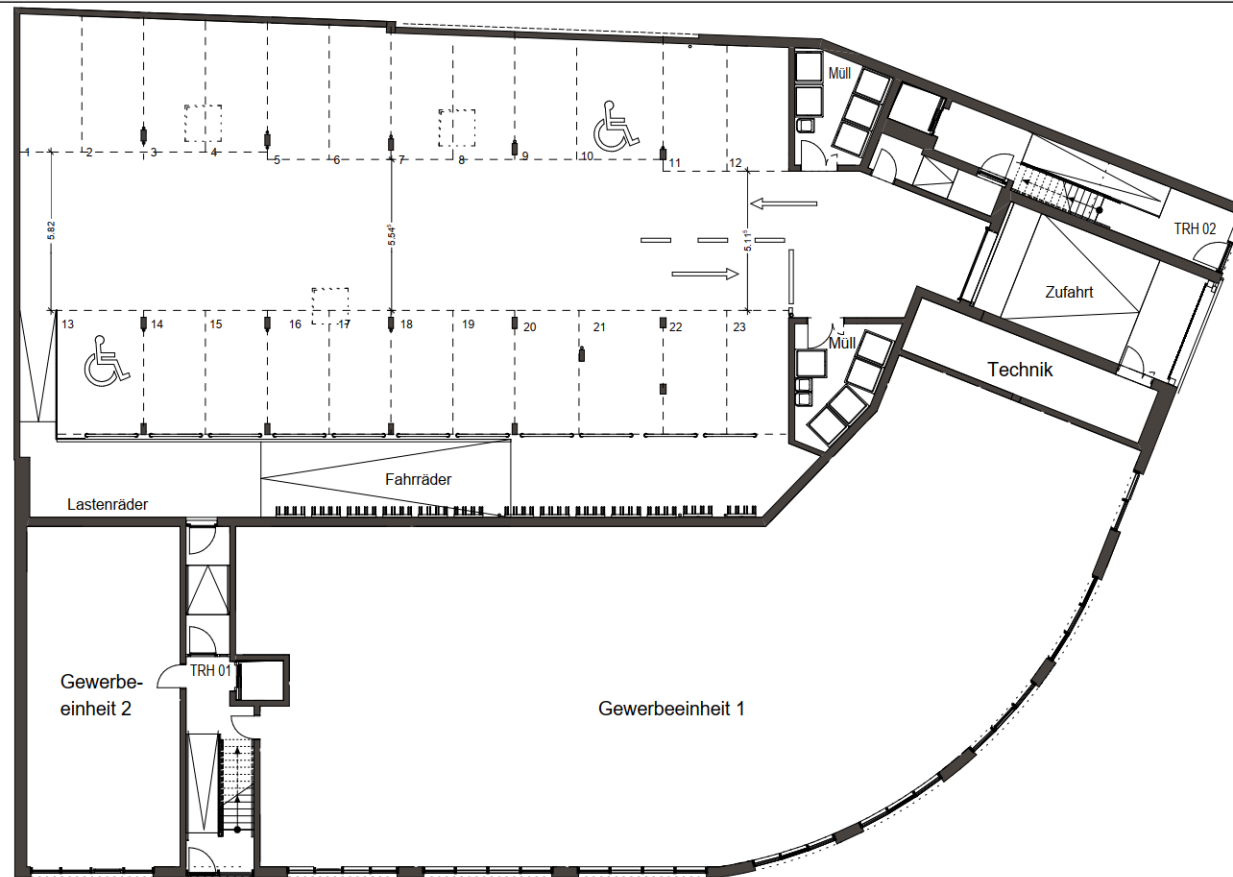 Müll
1
2
3
4
5
6
7
8
9
10
11
12
5.82
5.54⁵
5.11⁵
TRH 02
Zufahrt
13
14
15
16
17
18
19
20
21
22
23
Müll
Technik
Fahrräder
Lastenräder
TRH 01
Gewerbe-
einheit 2
Gewerbeeinheit 1